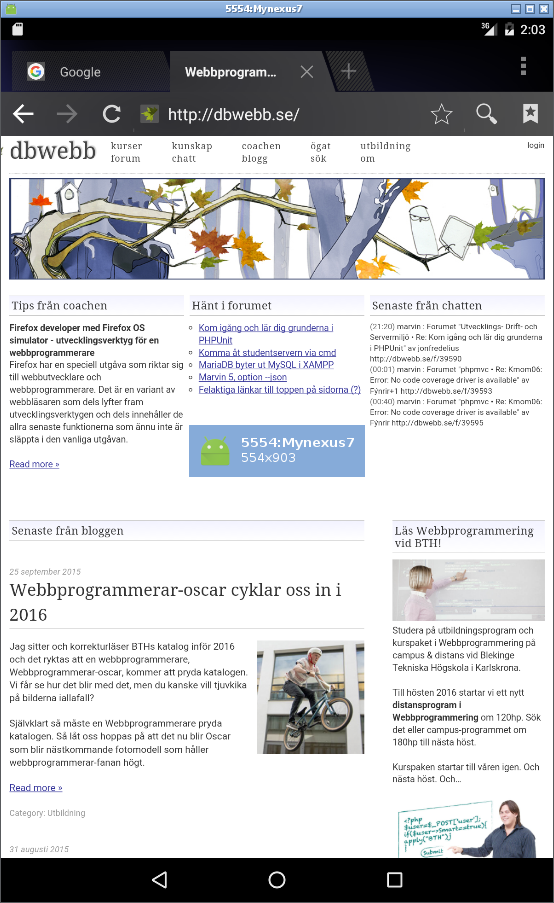 5554:Mynexus7
3G
2:03
Google
Webbprogram...
http://dbwebb.se/
dbwebb
kurser
forum
kunskap
chatt
coachen
blogg
ögat
sök
utbildning
om
login
Tips från coachen
Firefox developer med Firefox OS
simulator - utvecklingsverktyg för en
webbprogrammerare
Firefox har en speciell utgåva som riktar sig
till webbutvecklare och
webbprogrammerare. Det är en variant av
webbläsaren som dels lyfter fram
utvecklingsverktygen och dels innehåller de
allra senaste funktionerna som ännu inte är
släppta i den vanliga utgåvan.
Read more »
Hänt i forumet
Kom igång och lär dig grunderna i
PHPUnit
Komma åt studentservern via cmd
MariaDB byter ut MySQL i XAMPP
Marvin 5, option --json
Felaktiga länkar till toppen på sidorna (?)
5554:Mynexus7
554x903
Senaste från chatten
(21:20) marvin : Forumet "Utvecklings- Drift- och
Servermiljö • Re: Kom igång och lär dig grunderna
i PHPUnit" av jonfredelius
http://dbwebb.se/f/39590
(00:01) marvin : Forumet "phpmvc • Re: Kmom06:
Error: No code coverage driver is available" av
Fýnrir+1 http://dbwebb.se/f/39593
(00:40) marvin : Forumet "phpmvc • Re: Kmom06:
Error: No code coverage driver is available" av
Fýnrir http://dbwebb.se/f/39595
Senaste från bloggen
25 september 2015
Webbprogrammerar-oscar cyklar oss in i
2016
Jag sitter och korrekturläser BTHs katalog inför 2016
och det ryktas att en webbprogrammerare,
Webbprogrammerar-oscar, kommer att pryda katalogen.
Vi får se hur det blir med det, men du kanske vill tjuvkika
på bilderna iallafall?
Självklart så måste en Webbprogrammerare pryda
katalogen. Så låt oss hoppas på att det nu blir Oscar
som blir nästkommande fotomodell som håller
webbprogrammerar-fanan högt.
Read more »
Category: Utbildning
31 augusti 2015
Läs Webbprogrammering
vid BTH!
Studera på utbildningsprogram och
kurspaket i Webbprogrammering på
campus & distans vid Blekinge
Tekniska Högskola i Karlskrona.
Till hösten 2016 startar vi ett nytt
distansprogram i
Webbprogrammering om 120hp. Sök
det eller campus-programmet om
180hp till nästa höst.
Kurspaken startar till våren igen. Och
nästa höst. Och...
<?php
$user=$_POST['user'];
if($user->Smart=true){
apply("BTH")
}
Submit